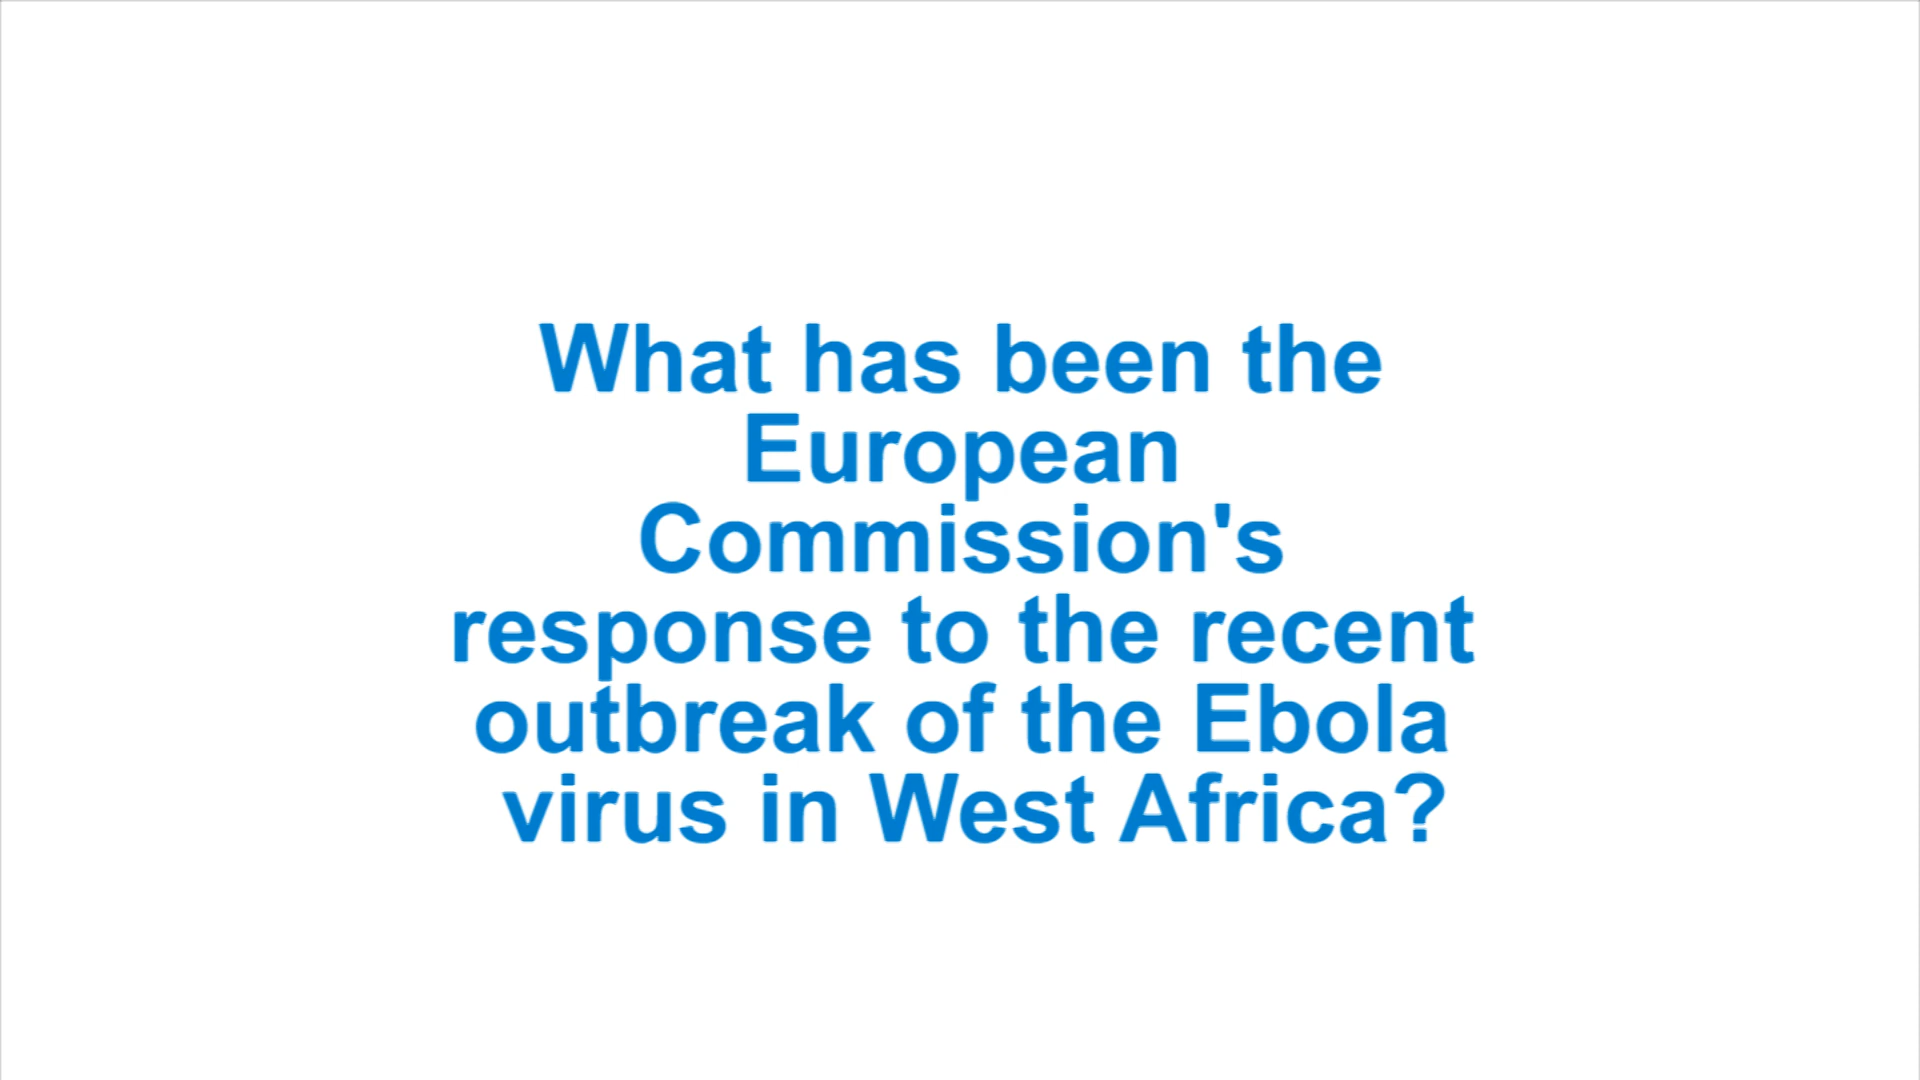 What has been the
European
Commission's
response to the recent
outbreak of the Ebola
virus in West Africa?